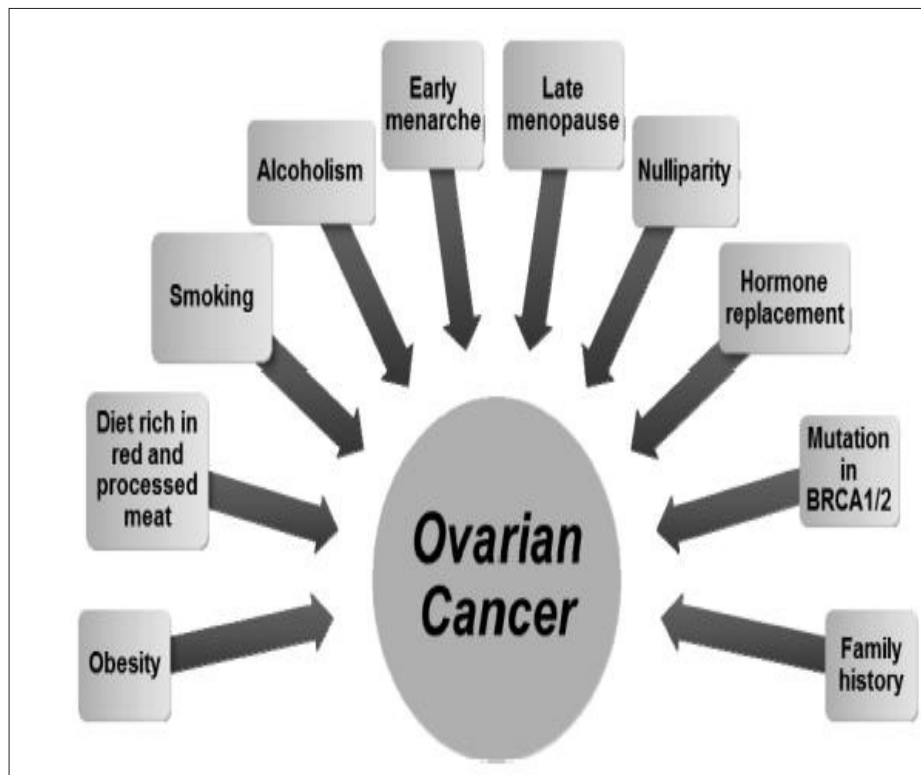 Early
menarche
Late
menopause
Alcoholism
Nulliparity
Smoking
Hormone
replacement
Diet rich in
red and
processed
meat
Mutation
in
BRCA1/2
Ovarian
Cancer
Obesity
Family
history